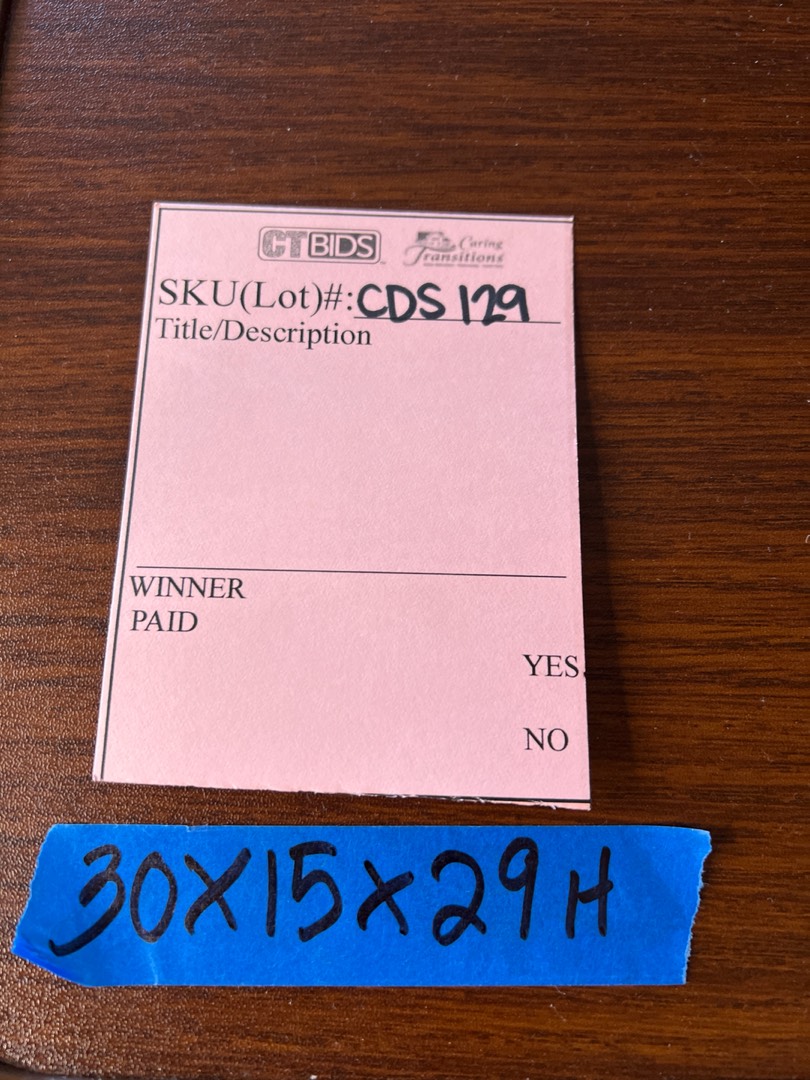 CTBIDS Caring Transitions
SKU(Lot)#: CDS 129
Title/Description
WINNER
PAID
YES
NO
30X15X29H